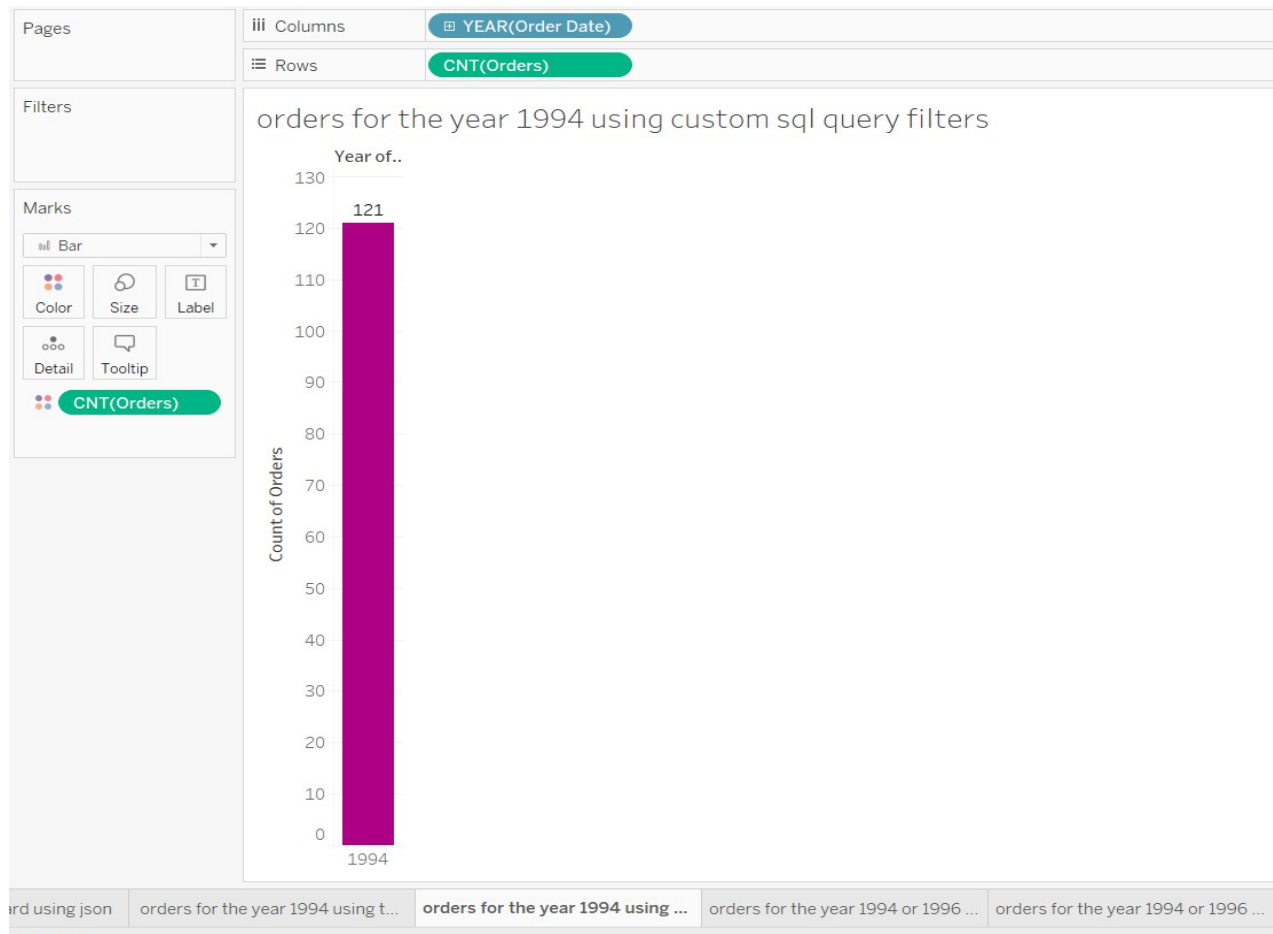 Pages
Columns
YEAR(Order Date)
Rows
CNT(Orders)
Filters
Marks
Bar
Color
Size
Label
Detail
Tooltip
CNT(Orders)
orders for the year 1994 using custom sql query filters
Year of..
130
121
120
110
100
90
80
70
60
50
40
30
20
10
0
Count of Orders
1994
ard using json
orders for the year 1994 using t...
orders for the year 1994 using ...
orders for the year 1994 or 1996 ...
orders for the year 1994 or 1996 ...